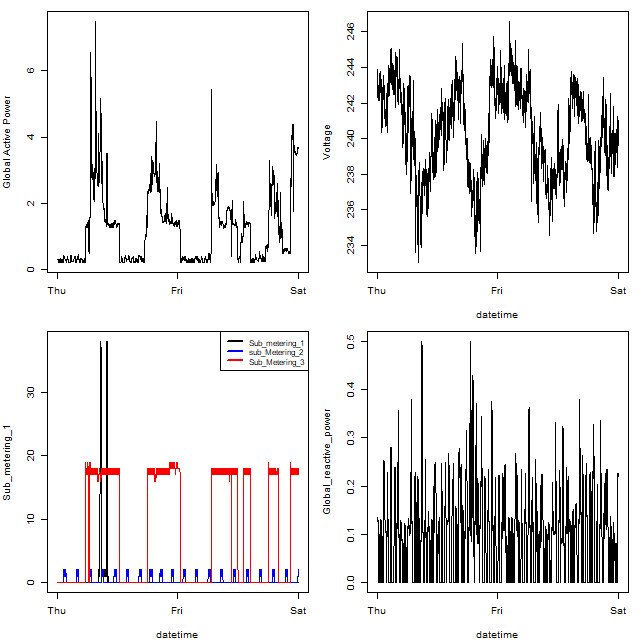 Global Active Power
0 2 4 6
Thu Fri Sat
Voltage
234 236 238 240 242 244 246
Thu Fri Sat
datetime
Sub_metering_1
0 10 20 30
Sub_metering_1
sub_Metering_2
Sub_Metering_3
Thu Fri Sat
datetime
Global_reactive_power
0.0 0.1 0.2 0.3 0.4 0.5
Thu Fri Sat
datetime